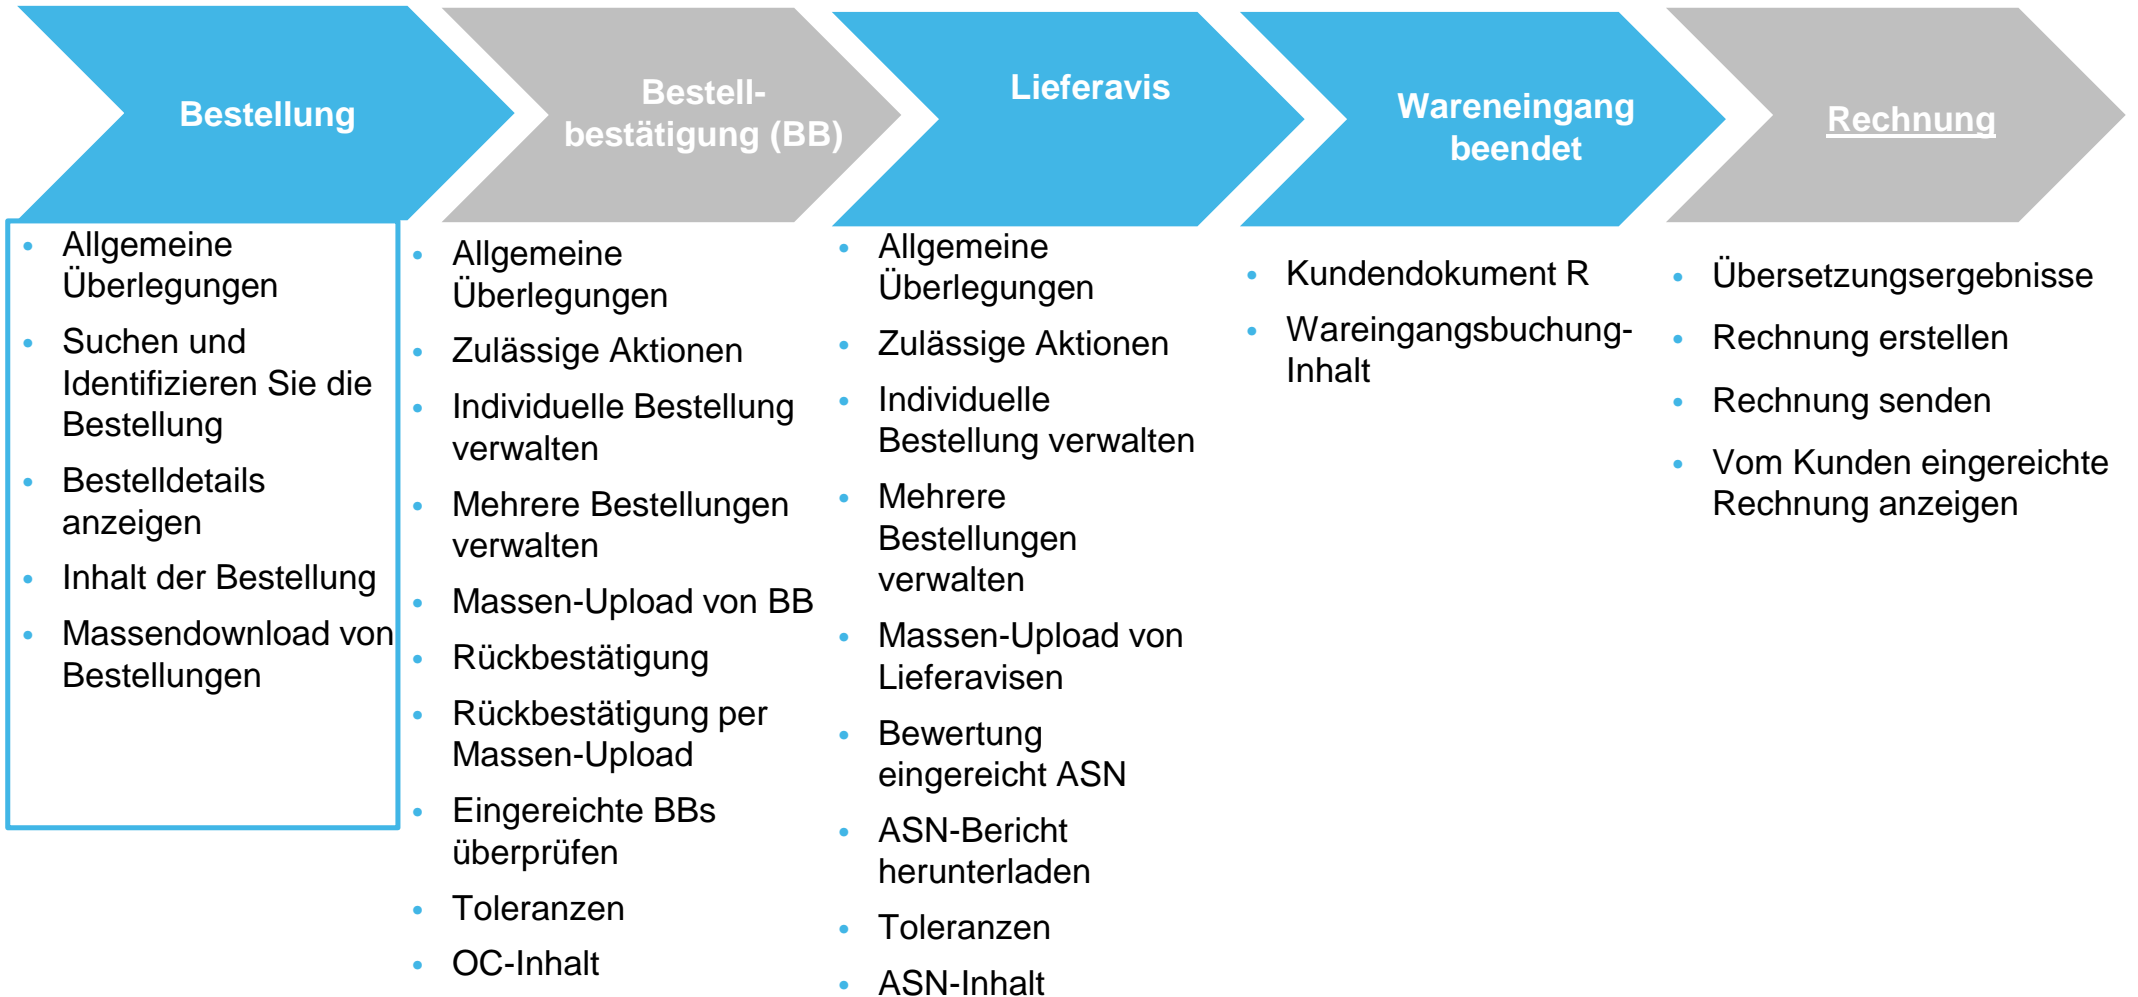 Bestellung
Bestell-
bestätigung (BB)
Lieferavis
Wareneingang
beendet
Rechnung
• Allgemeine
Überlegungen
• Suchen und
Identifizieren Sie die
Bestellung
• Bestelldetails
anzeigen
• Inhalt der Bestellung
• Massendownload von
Bestellungen
• Allgemeine
Überlegungen
• Zulässige Aktionen
• Individuelle Bestellung
verwalten
• Mehrere Bestellungen
verwalten
• Massen-Upload von BB
• Rückbestätigung
• Rückbestätigung per
Massen-Upload
• Eingereichte BBs
überprüfen
• Toleranzen
• OC-Inhalt
• Allgemeine
Überlegungen
• Zulässige Aktionen
• Individuelle
Bestellung verwalten
• Mehrere
Bestellungen
verwalten
• Massen-Upload von
Lieferavisen
• Bewertung
eingereicht ASN
• ASN-Bericht
herunterladen
• Toleranzen
• ASN-Inhalt
• Kundendokument R
• Wareingangsbuchung-
Inhalt
• Übersetzungsergebnisse
• Rechnung erstellen
• Rechnung senden
• Vom Kunden eingereichte
Rechnung anzeigen